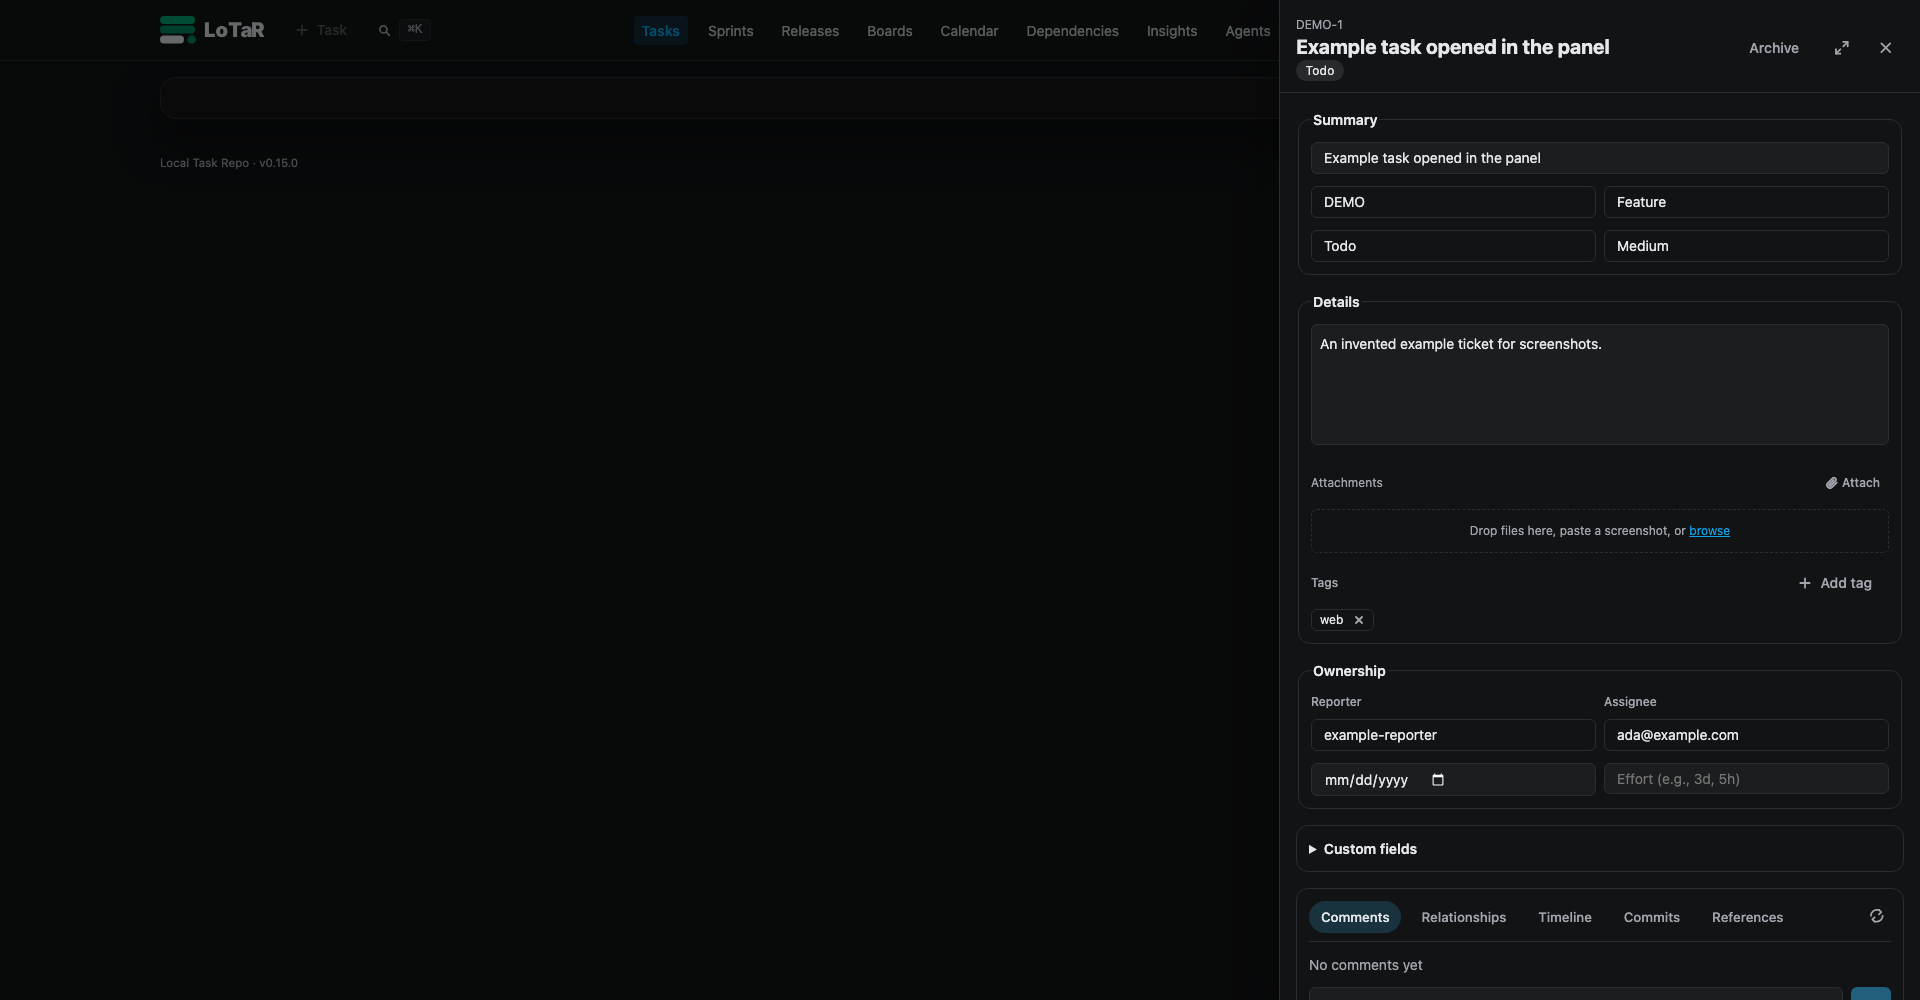 LoTaR
Task
⌘K
Tasks
Sprints
Releases
Boards
Calendar
Dependencies
Insights
Agents
Local Task Repo · v0.15.0
DEMO-1
Example task opened in the panel
Todo
Archive
Summary
Example task opened in the panel
DEMO
Feature
Todo
Medium
Details
An invented example ticket for screenshots.
Attachments
Attach
Drop files here, paste a screenshot, or browse
Tags
Add tag
web
Ownership
Reporter
Assignee
example-reporter
ada@example.com
mm/dd/yyyy
Effort (e.g., 3d, 5h)
Custom fields
Comments
Relationships
Timeline
Commits
References
No comments yet